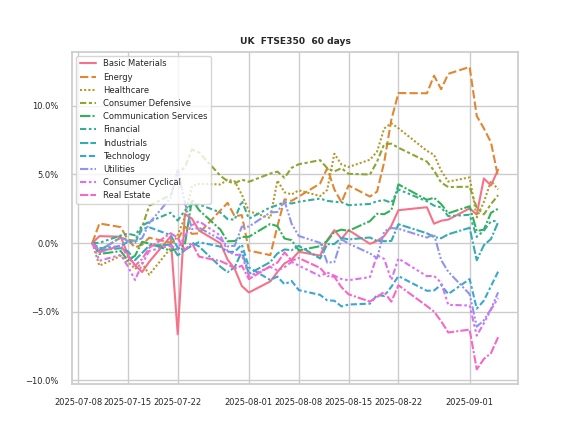 UK  FTSE350  60 days
Basic Materials
Energy
Healthcare
Consumer Defensive
Communication Services
Financial
Industrials
Technology
Utilities
Consumer Cyclical
Real Estate
10.0%
5.0%
0.0%
−5.0%
−10.0%
2025-07-08 2025-07-15 2025-07-22 2025-08-01 2025-08-08 2025-08-15 2025-08-22 2025-09-01